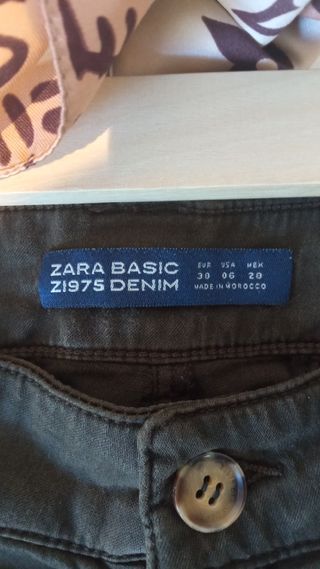 ZARA BASIC
Z1975 DENIM
EUR USA MEX
38 06 28
MADE IN MOROCCO